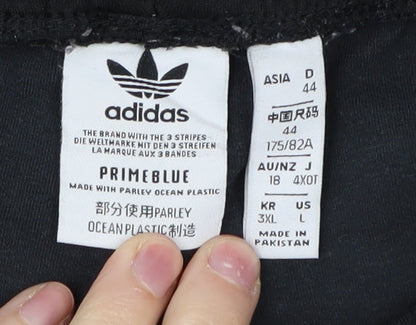 adidas
THE BRAND WITH THE 3 STRIPES
DIE WELTMARKE MIT DEN 3 STREIFEN
LA MARQUE AUX 3 BANDES
PRIMEBLUE
MADE WITH PARLEY OCEAN PLASTIC
部分使用PARLEY
OCEAN PLASTIC制造
ASIA D
44
中国尺码
44
175/82A
AU/NZ J
18 4XOT
KR US
3XL L
MADE IN
PAKISTAN